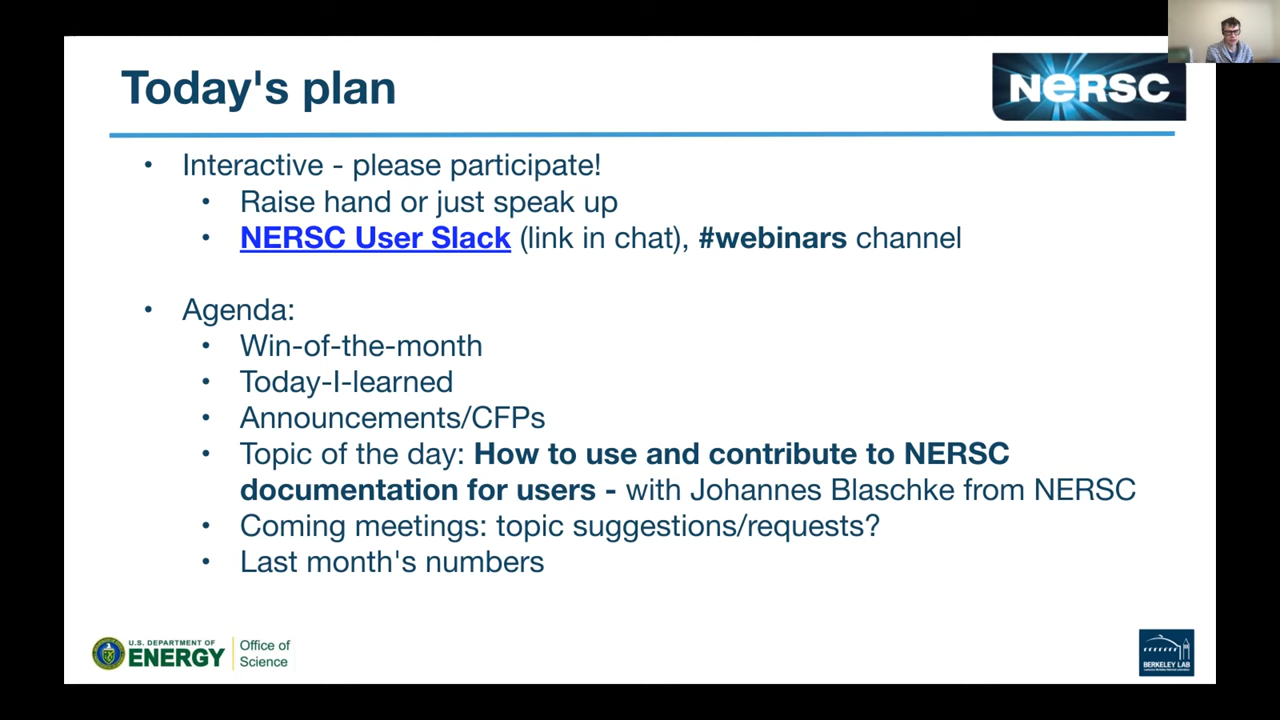 Today's plan
NERSC
• Interactive - please participate!
• Raise hand or just speak up
• NERSC User Slack (link in chat), #webinars channel
• Agenda:
• Win-of-the-month
• Today-I-learned
• Announcements/CFPs
• Topic of the day: How to use and contribute to NERSC
documentation for users - with Johannes Blaschke from NERSC
• Coming meetings: topic suggestions/requests?
• Last month's numbers
U.S. DEPARTMENT OF
ENERGY
Office of
Science
BERKELEY LAB